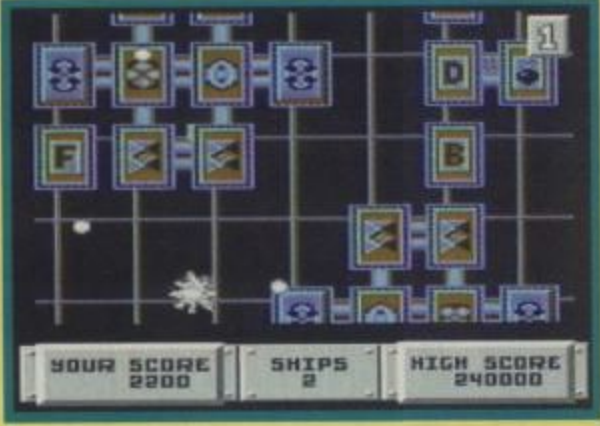 1
D
F
B
YOUR SCORE
2200
SHIPS
2
HIGH SCORE
240000